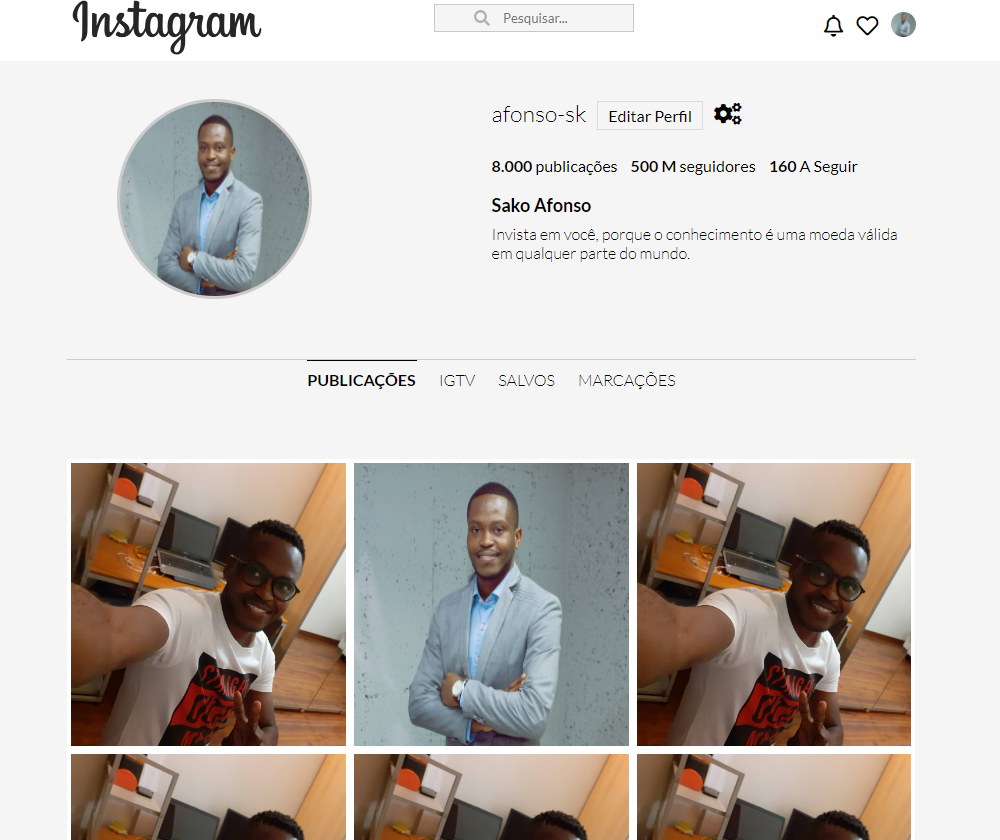 Instagram
Pesquisar...
afonso-sk Editar Perfil
8.000 publicações 500 M seguidores 160 A Seguir
Sako Afonso
Invista em você, porque o conhecimento é uma moeda válida
em qualquer parte do mundo.
PUBLICAÇÕES IGTV SALVOS MARCAÇÕES